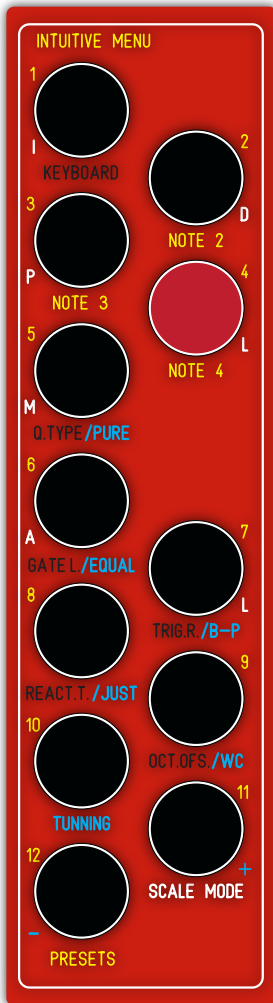 INTUITIVE MENU
1
I
KEYBOARD
2
D
NOTE 2
3
P
NOTE 3
4
L
NOTE 4
5
M
Q.TYPE/PURE
6
A
GATE L./EQUAL
7
L
TRIG.R./B-P
8
REACT.T./JUST
9
OCT.OFS./WC
10
TUNNING
11
+
SCALE MODE
12
-
PRESETS